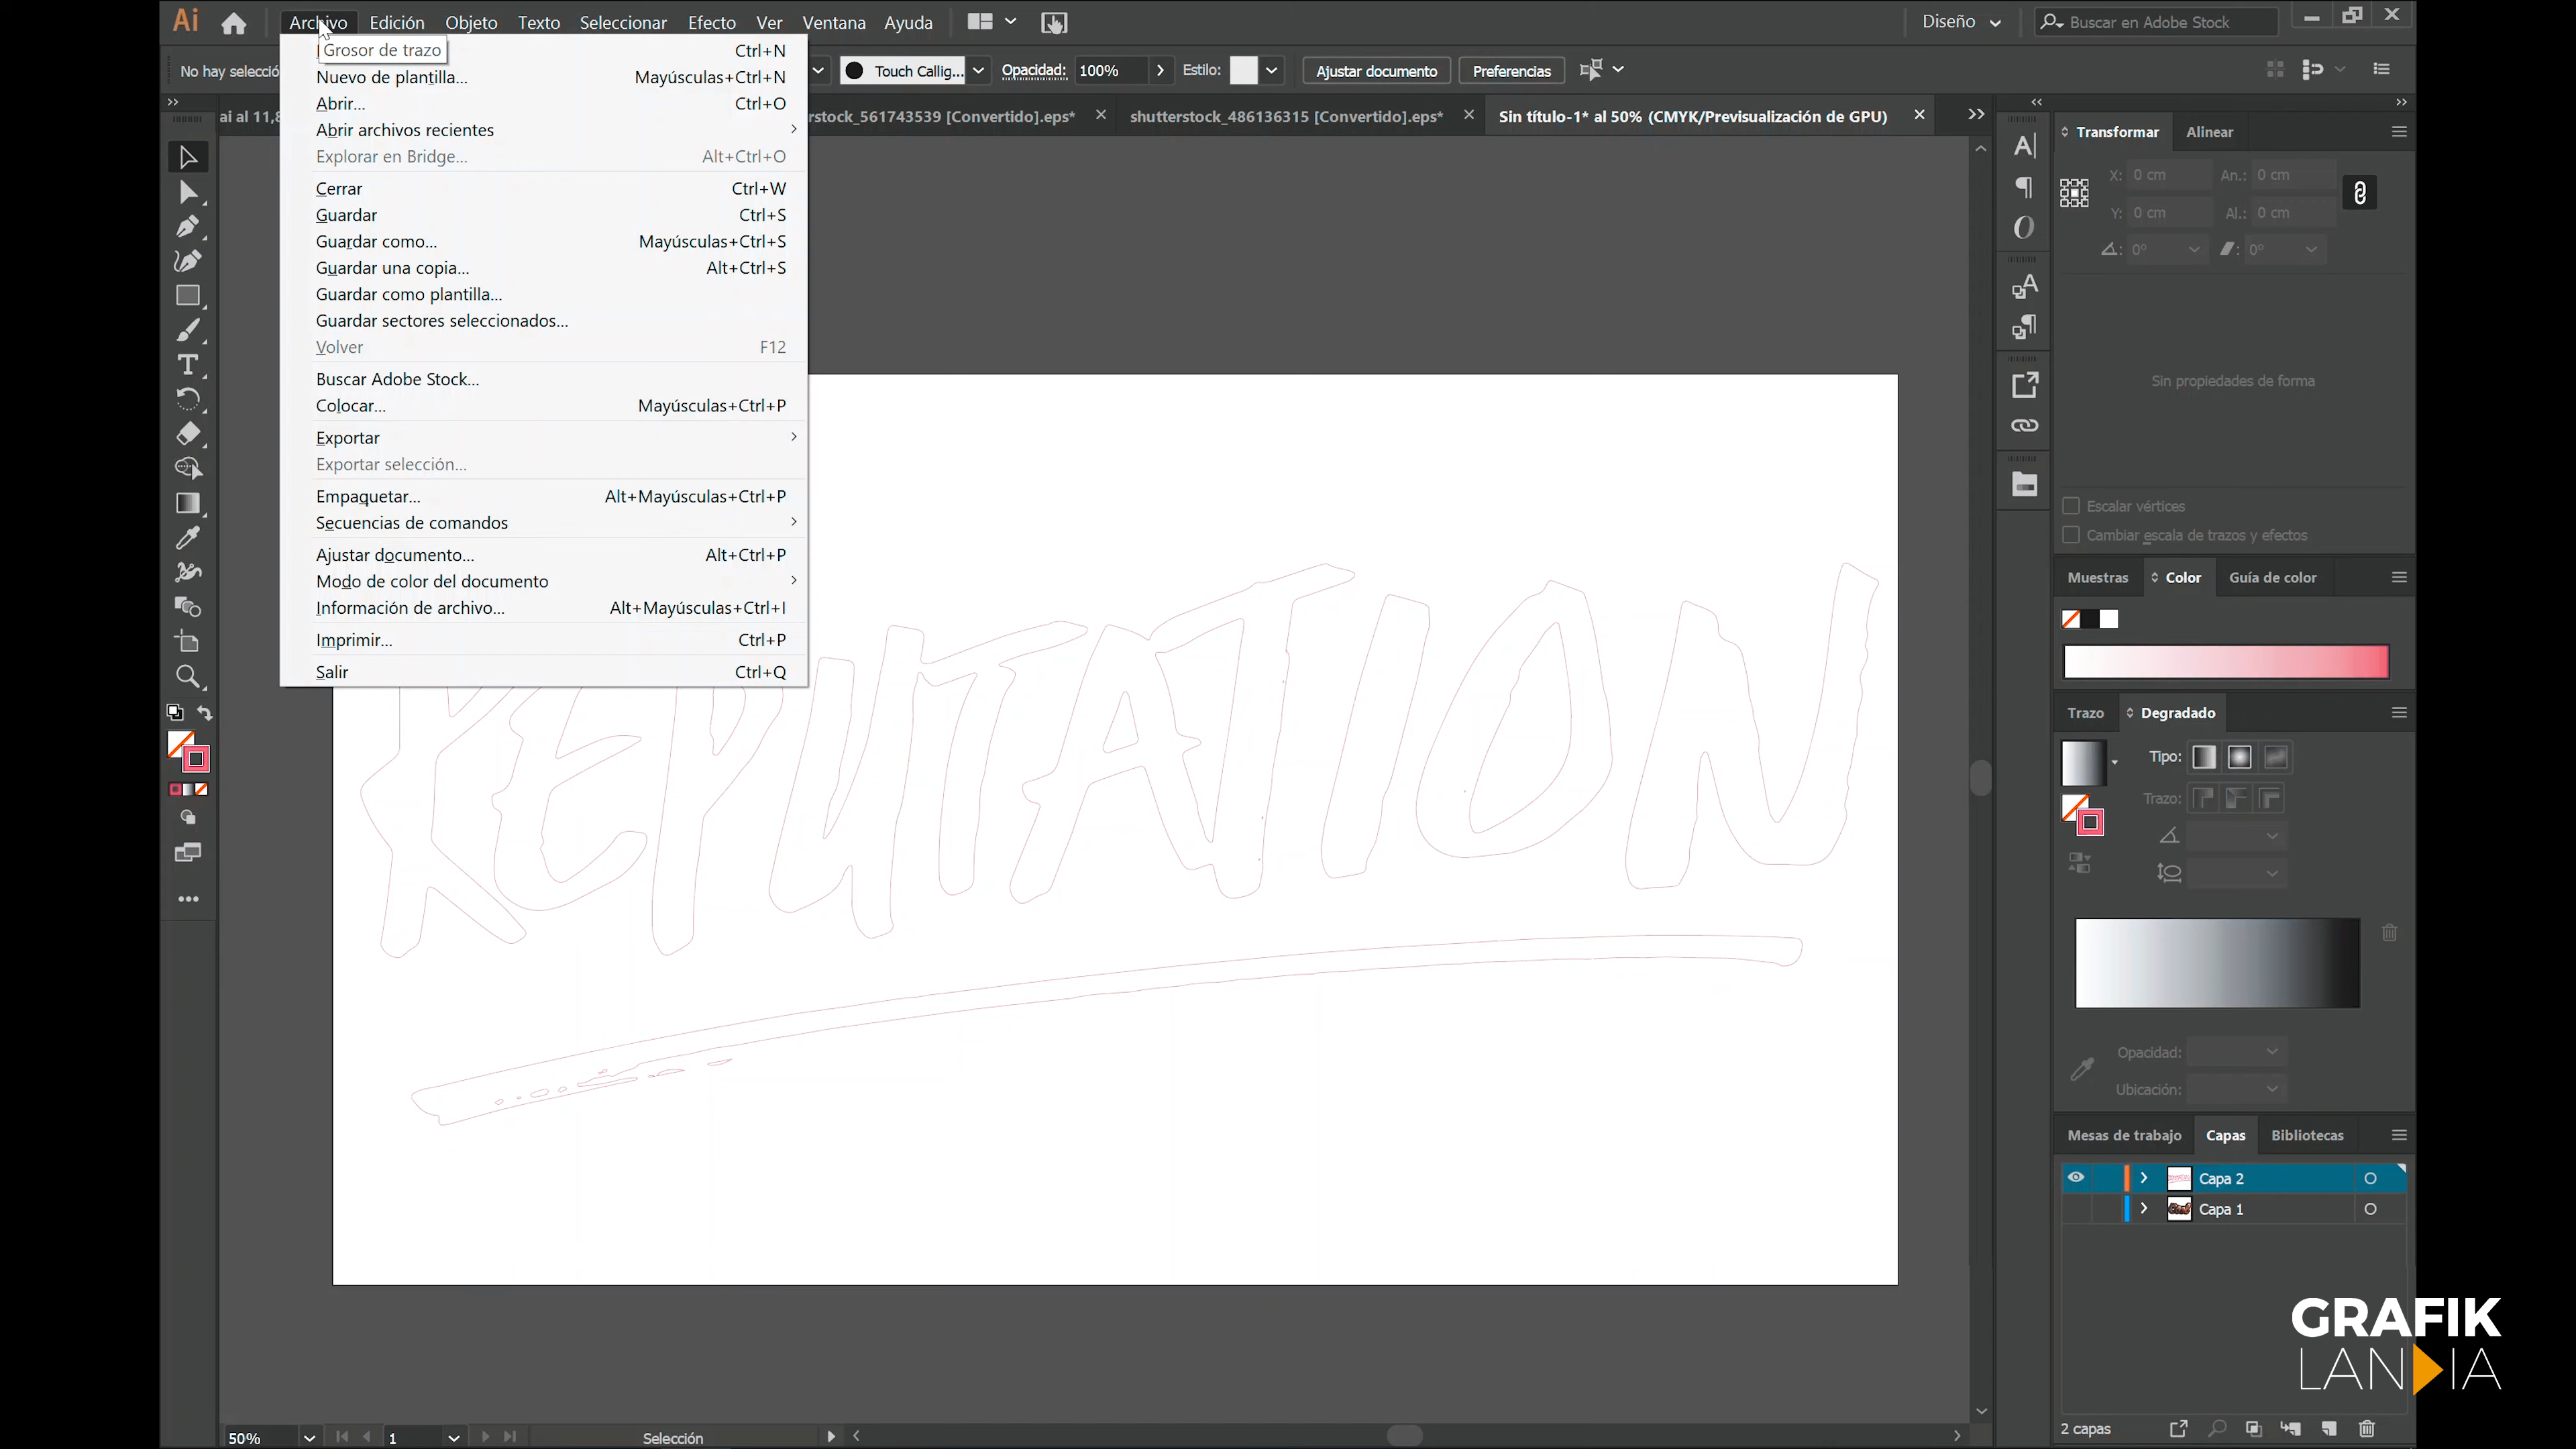 Ai Archivo Edición Objeto Texto Seleccionar Efecto Ver Ventana Ayuda Diseño Buscar en Adobe Stock
Grosor de trazo
No hay selecció Touch Callig... Opacidad: 100% Estilo: Ajustar documento Preferencias
Ctrl+N
Nuevo de plantilla... Mayúsculas+Ctrl+N
Abrir... Ctrl+O
Abrir archivos recientes
Explorar en Bridge... Alt+Ctrl+O
Cerrar Ctrl+W
Guardar Ctrl+S
Guardar como... Mayúsculas+Ctrl+S
Guardar una copia... Alt+Ctrl+S
Guardar como plantilla...
Guardar sectores seleccionados...
Volver F12
Buscar Adobe Stock...
Colocar... Mayúsculas+Ctrl+P
Exportar
Exportar selección...
Empaquetar... Alt+Mayúsculas+Ctrl+P
Secuencias de comandos
Ajustar documento... Alt+Ctrl+P
Modo de color del documento
Información de archivo... Alt+Mayúsculas+Ctrl+I
Imprimir... Ctrl+P
Salir Ctrl+Q
ai al 11,8 rstock_561743539 [Convertido].eps* shutterstock_486136315 [Convertido].eps* Sin título-1* al 50% (CMYK/Previsualización de GPU)
REPUTATION
Transformar Alinear
X: 0 cm An.: 0 cm
Y: 0 cm Al.: 0 cm
0° 0°
Sin propiedades de forma
Escalar vértices
Cambiar escala de trazos y efectos
Muestras Color Guía de color
Trazo Degradado
Tipo:
Trazo:
Opacidad:
Ubicación:
Mesas de trabajo Capas Bibliotecas
Capa 2
Capa 1
GRAFIK
LANDIA
2 capas
50% 1 Selección